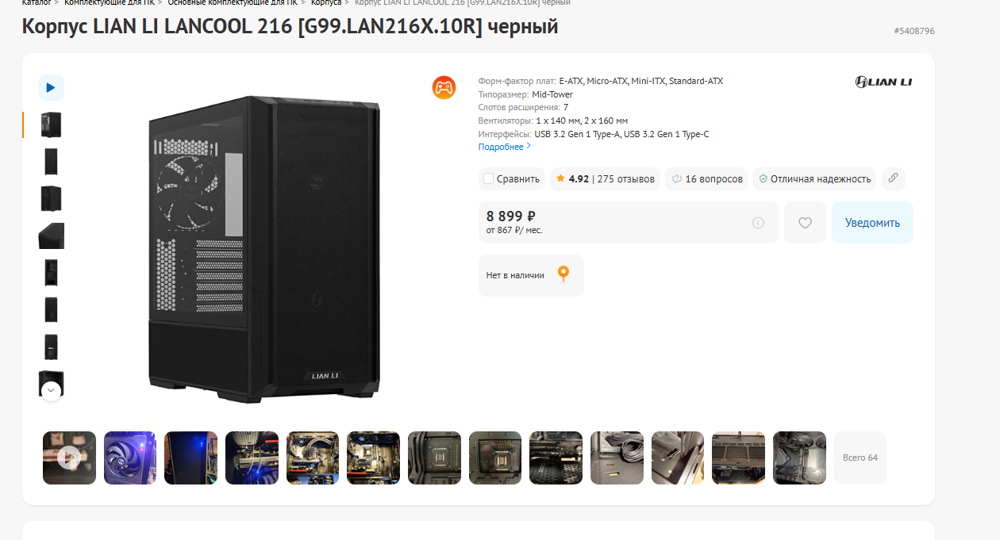 Каталог > Комплектующие для ПК > Основные комплектующие для ПК > Корпуса > Корпус LIAN LI LANCOOL 216 [G99.LAN216X.10R] черный
Корпус LIAN LI LANCOOL 216 [G99.LAN216X.10R] черный
#5408796
Форм-фактор плат: E-ATX, Micro-ATX, Mini-ITX, Standard-ATX
LIAN LI
Типоразмер: Mid-Tower
Слотов расширения: 7
Вентиляторы: 1 x 140 мм, 2 x 160 мм
Интерфейсы: USB 3.2 Gen 1 Type-A, USB 3.2 Gen 1 Type-C
Подробнее >
Сравнить
4.92 | 275 отзывов
16 вопросов
Отличная надежность
8 899 ₽
от 867 ₽/ мес.
Уведомить
Нет в наличии
LIAN LI
Всего 64